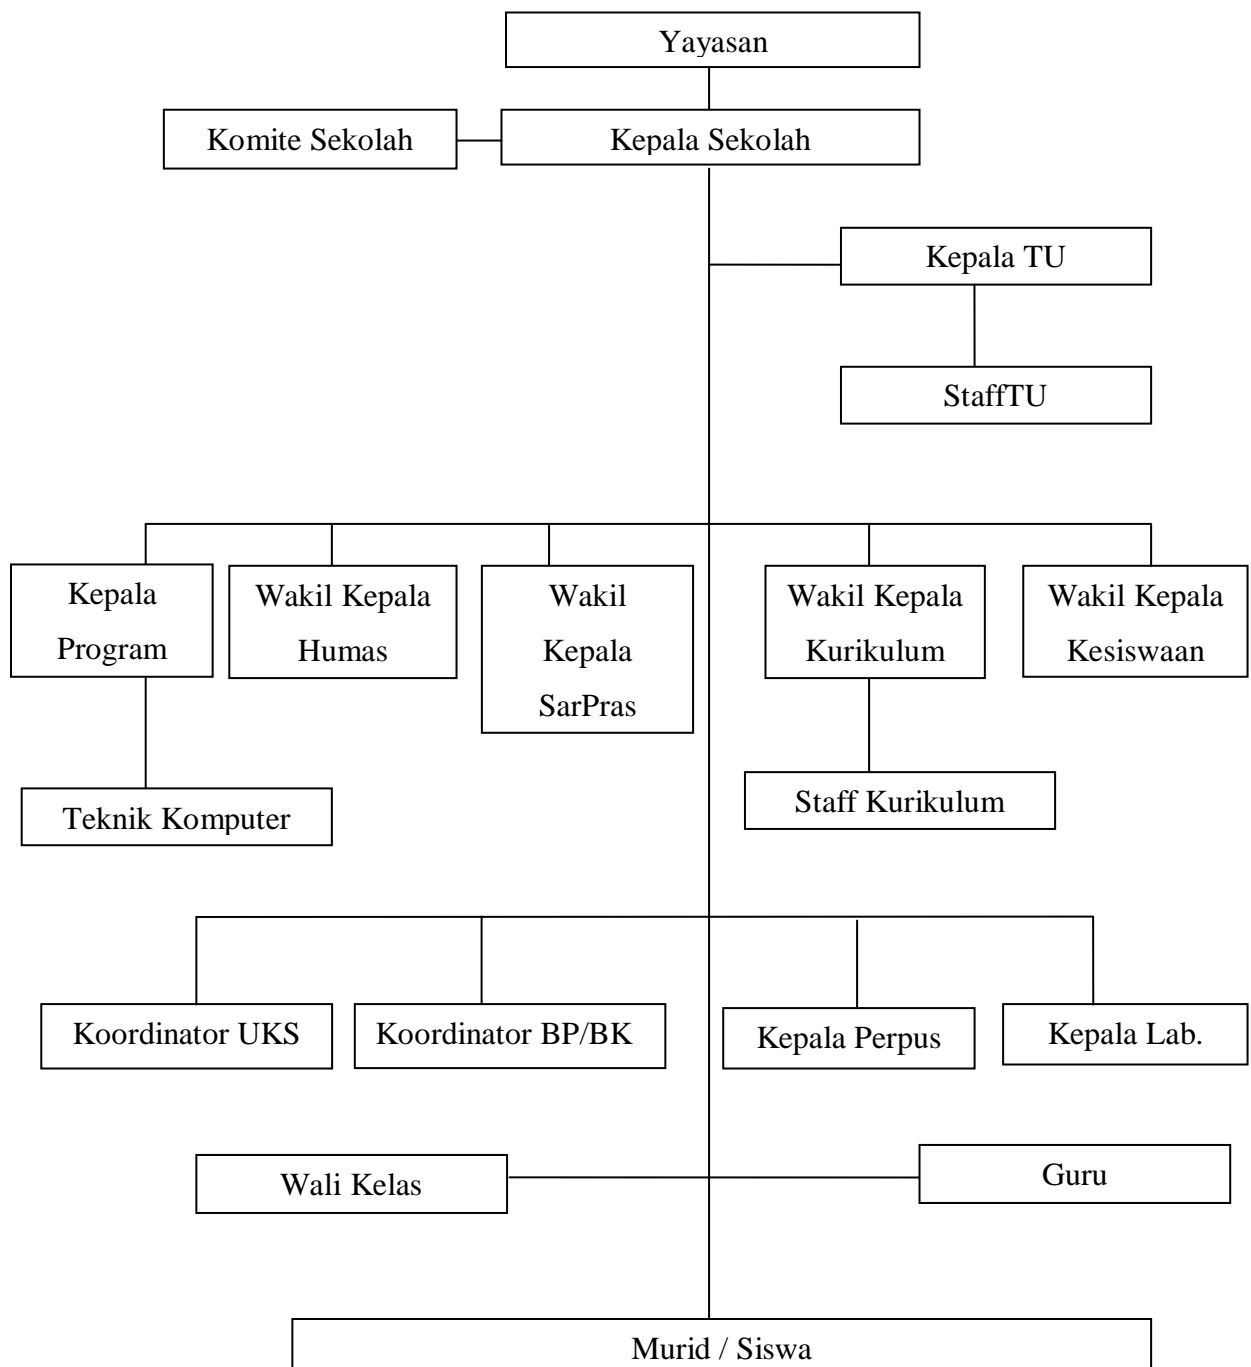 Yayasan
Komite Sekolah
Kepala Sekolah
Kepala TU
StaffTU
Kepala
Program
Wakil Kepala
Humas
Wakil
Kepala
SarPras
Wakil Kepala
Kurikulum
Wakil Kepala
Kesiswaan
Teknik Komputer
Staff Kurikulum
Koordinator UKS
Koordinator BP/BK
Kepala Perpus
Kepala Lab.
Wali Kelas
Guru
Murid / Siswa